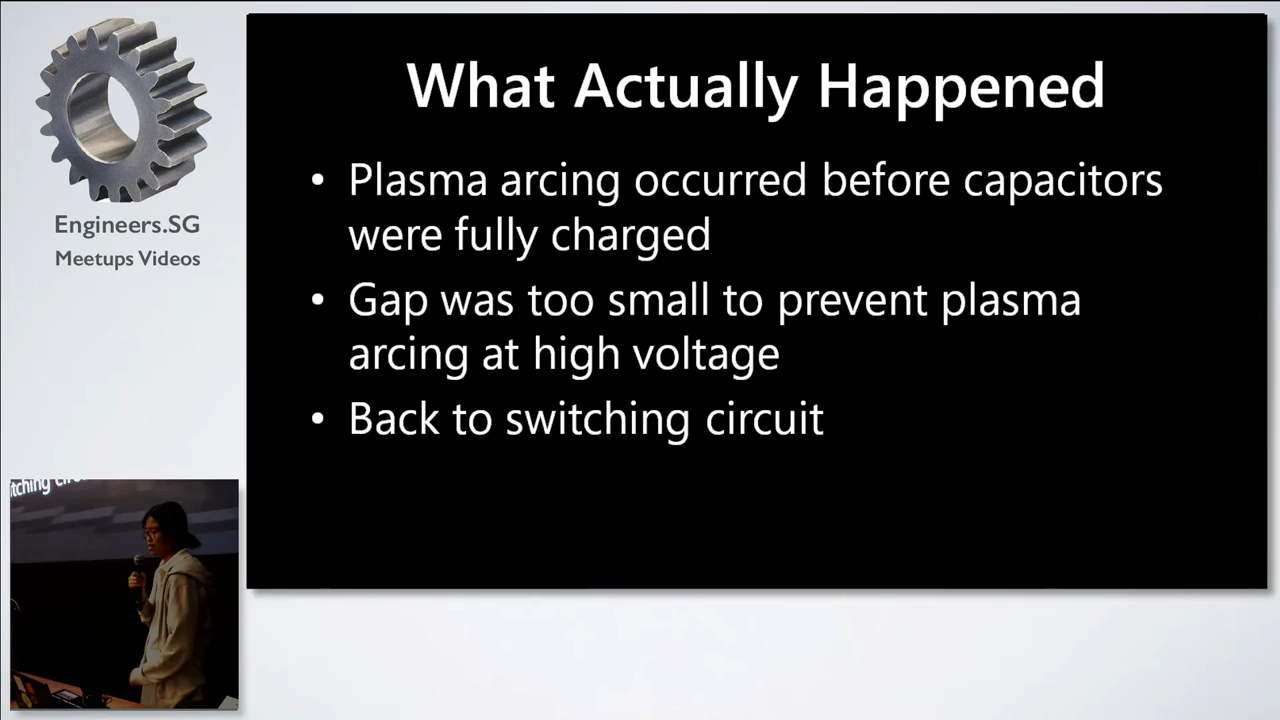 What Actually Happened
• Plasma arcing occurred before capacitors
were fully charged
• Gap was too small to prevent plasma
arcing at high voltage
• Back to switching circuit
Engineers.SG
Meetups Videos